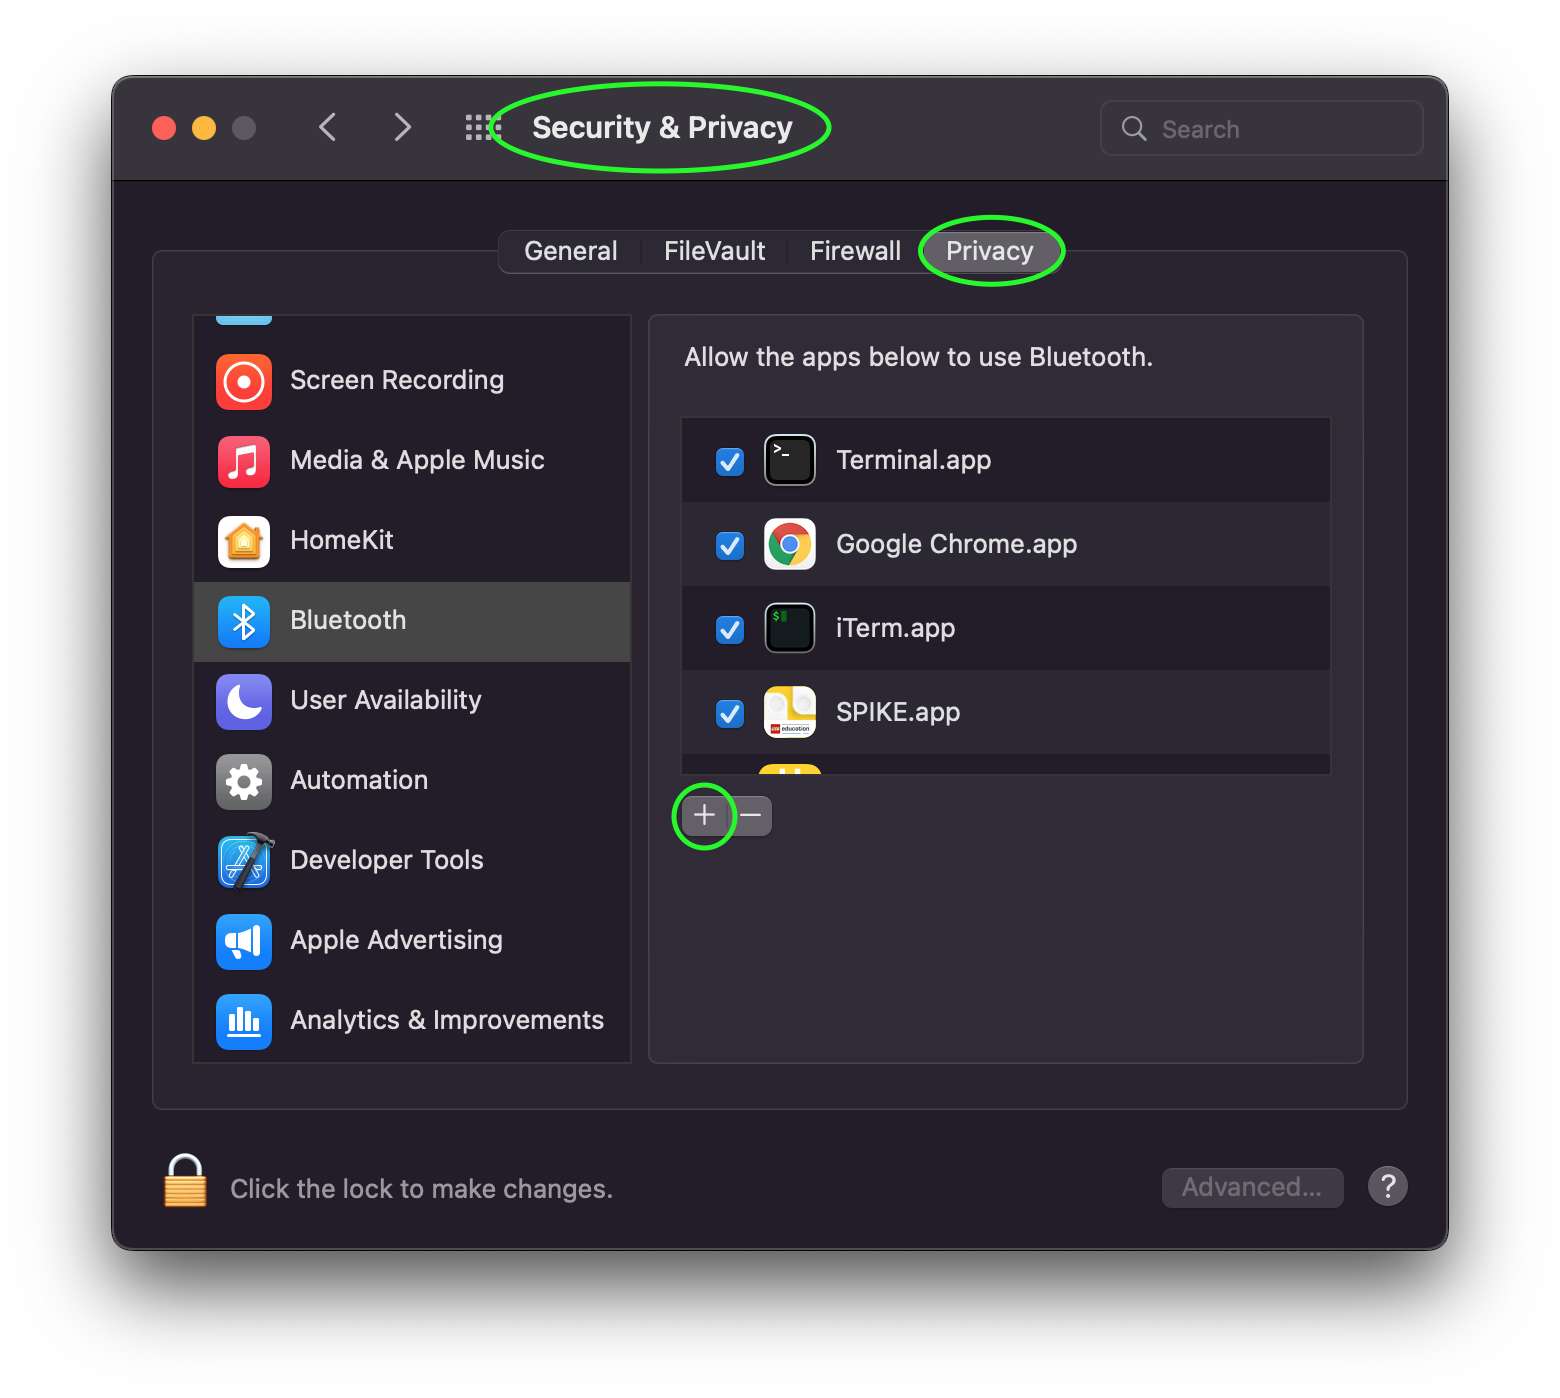 Security & Privacy
Search
General
FileVault
Firewall
Privacy
Screen Recording
Media & Apple Music
HomeKit
Bluetooth
User Availability
Automation
Developer Tools
Apple Advertising
Analytics & Improvements
Allow the apps below to use Bluetooth.
>_
Terminal.app
Google Chrome.app
$
iTerm.app
education
SPIKE.app
+
−
Click the lock to make changes.
Advanced...
?